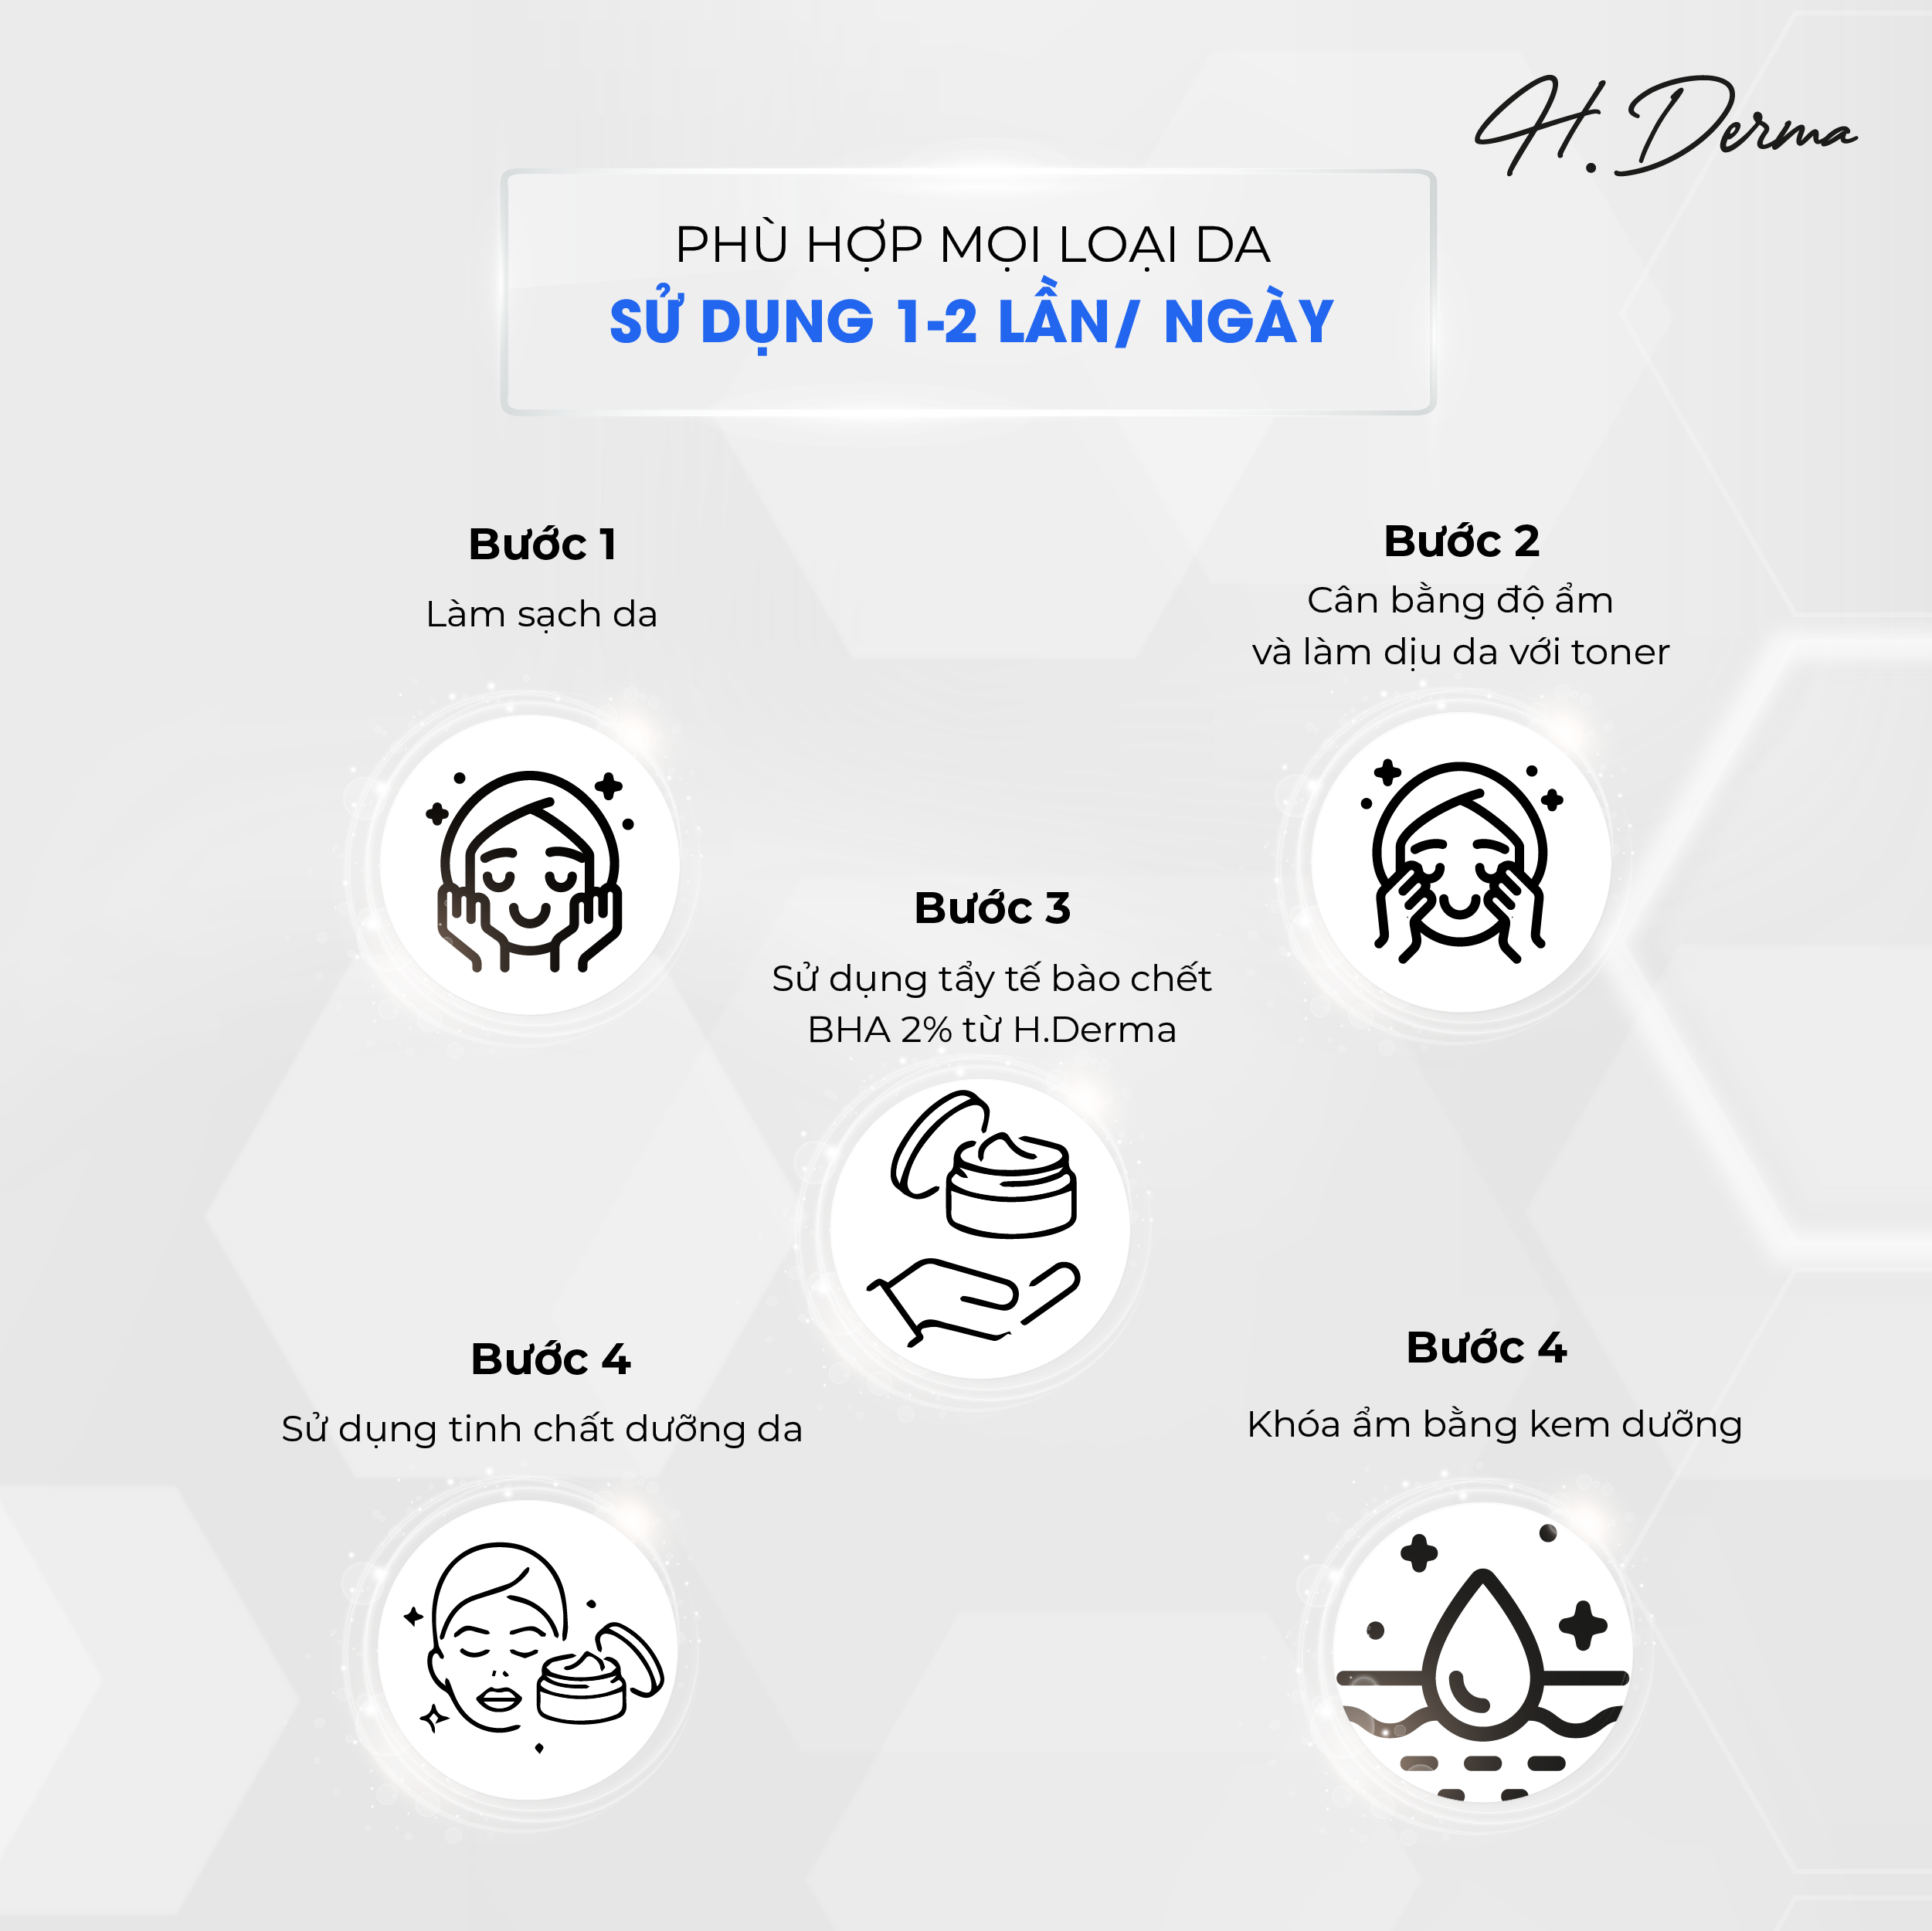 H. Derma
PHÙ HỢP MỌI LOẠI DA
SỬ DỤNG 1-2 LẦN/ NGÀY
Bước 1
Làm sạch da
Bước 2
Cân bằng độ ẩm
và làm dịu da với toner
Bước 3
Sử dụng tẩy tế bào chết
BHA 2% từ H.Derma
Bước 4
Sử dụng tinh chất dưỡng da
Bước 4
Khóa ẩm bằng kem dưỡng